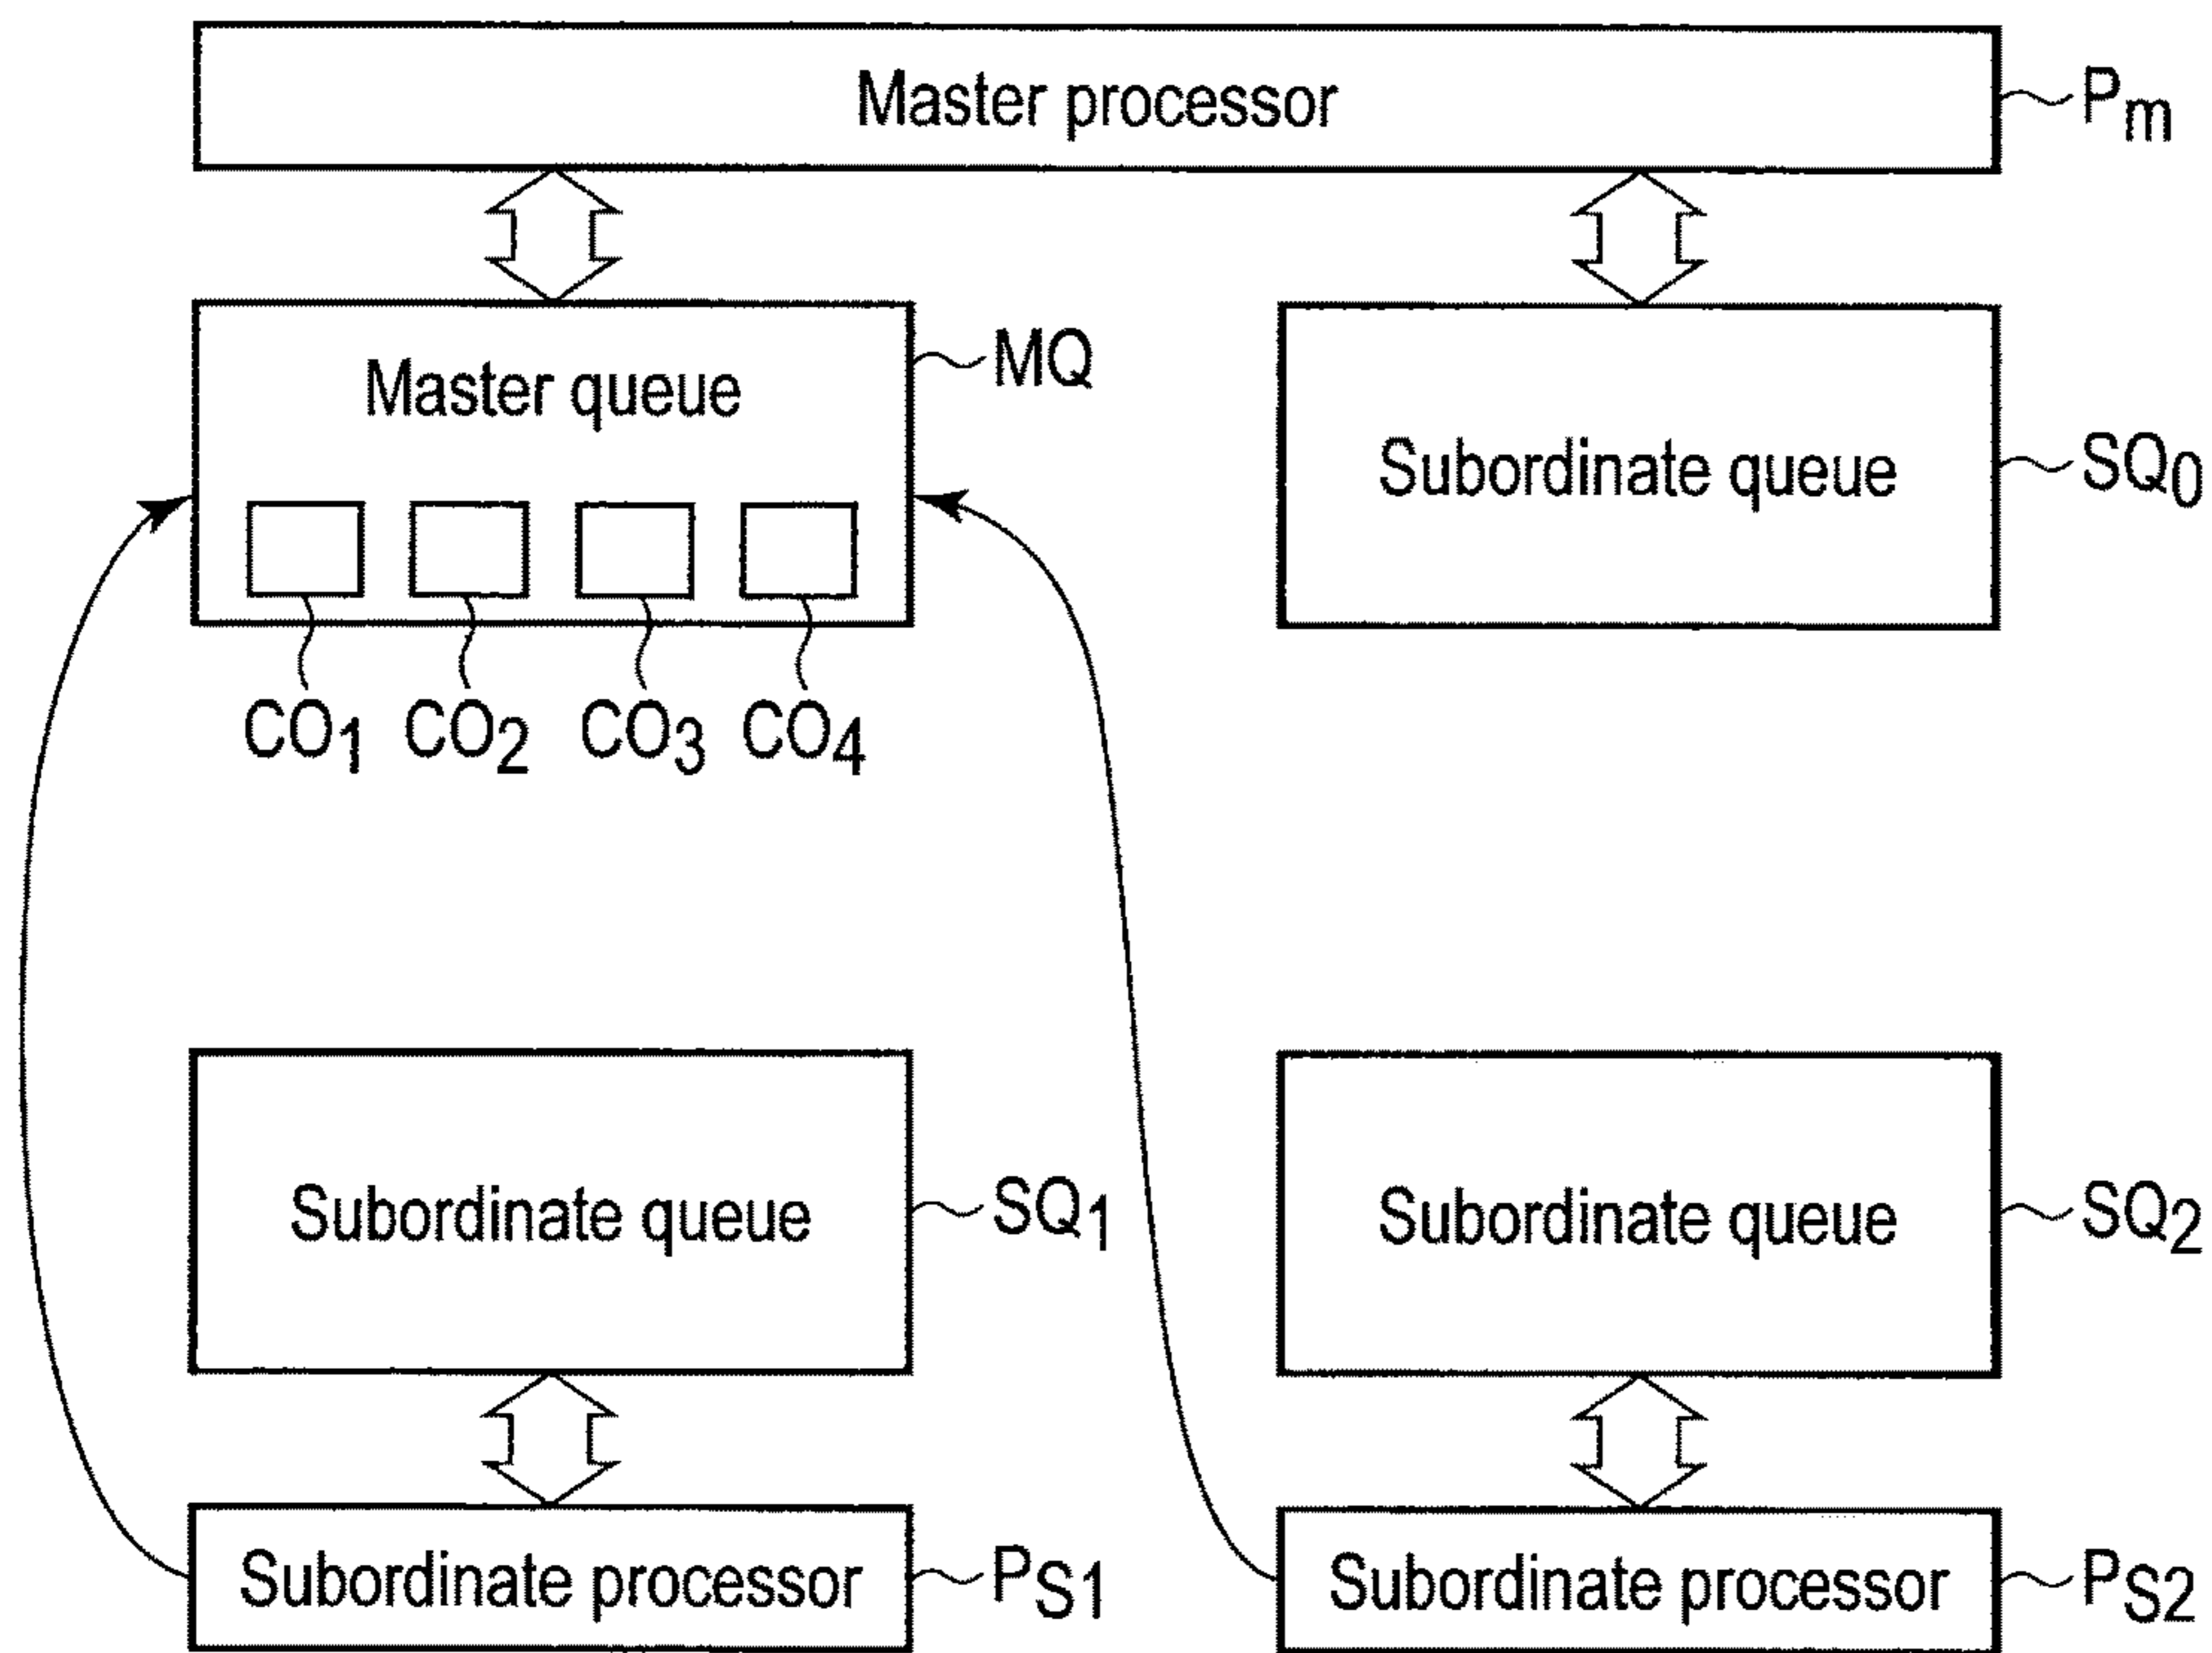 Master processor
Pm
Master queue
MQ
Subordinate queue
SQ0
CO1 CO2 CO3 CO4
Subordinate queue
SQ1
Subordinate queue
SQ2
Subordinate processor
PS1
Subordinate processor
PS2